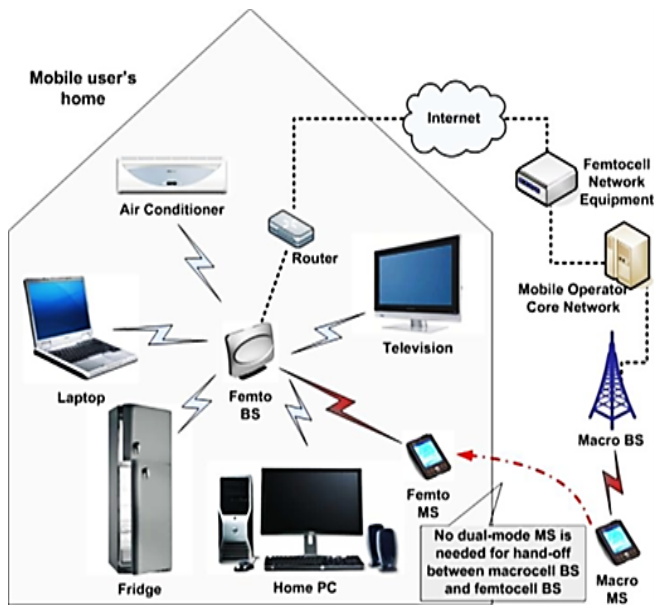 Mobile user's
home
Internet
Air Conditioner
Router
Femtocell
Network
Equipment
Mobile Operator
Core Network
Laptop
Femto
BS
Television
Macro BS
Fridge
Home PC
Femto
MS
No dual-mode MS is
needed for hand-off
between macrocell BS
and femtocell BS
Macro
MS